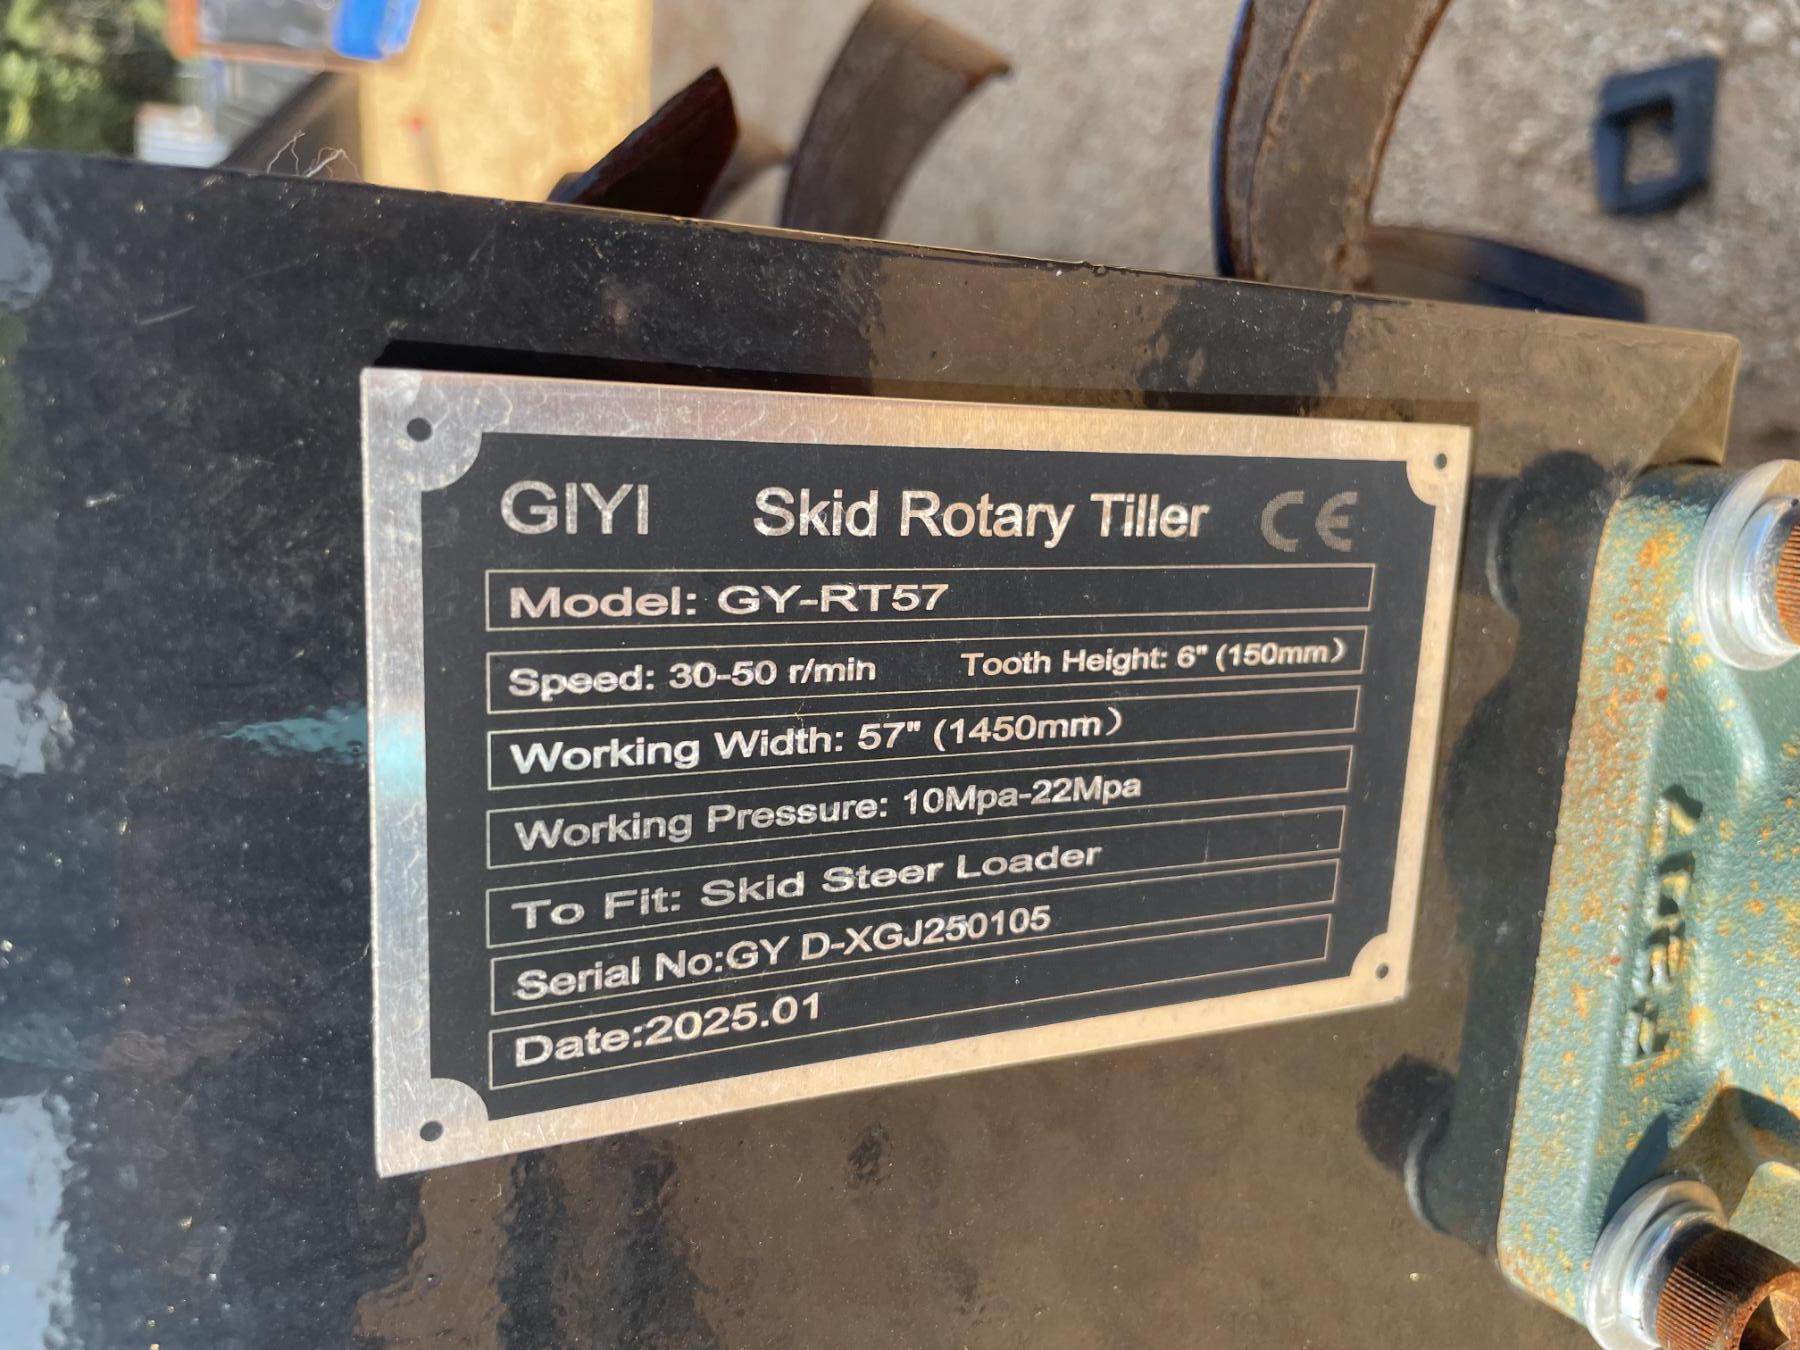 GIYI Skid Rotary Tiller CE
Model: GY-RT57
Speed: 30-50 r/min Tooth Height: 6" (150mm)
Working Width: 57" (1450mm)
Working Pressure: 10Mpa-22Mpa
To Fit: Skid Steer Loader
Serial No:GY D-XGJ250105
Date:2025.01